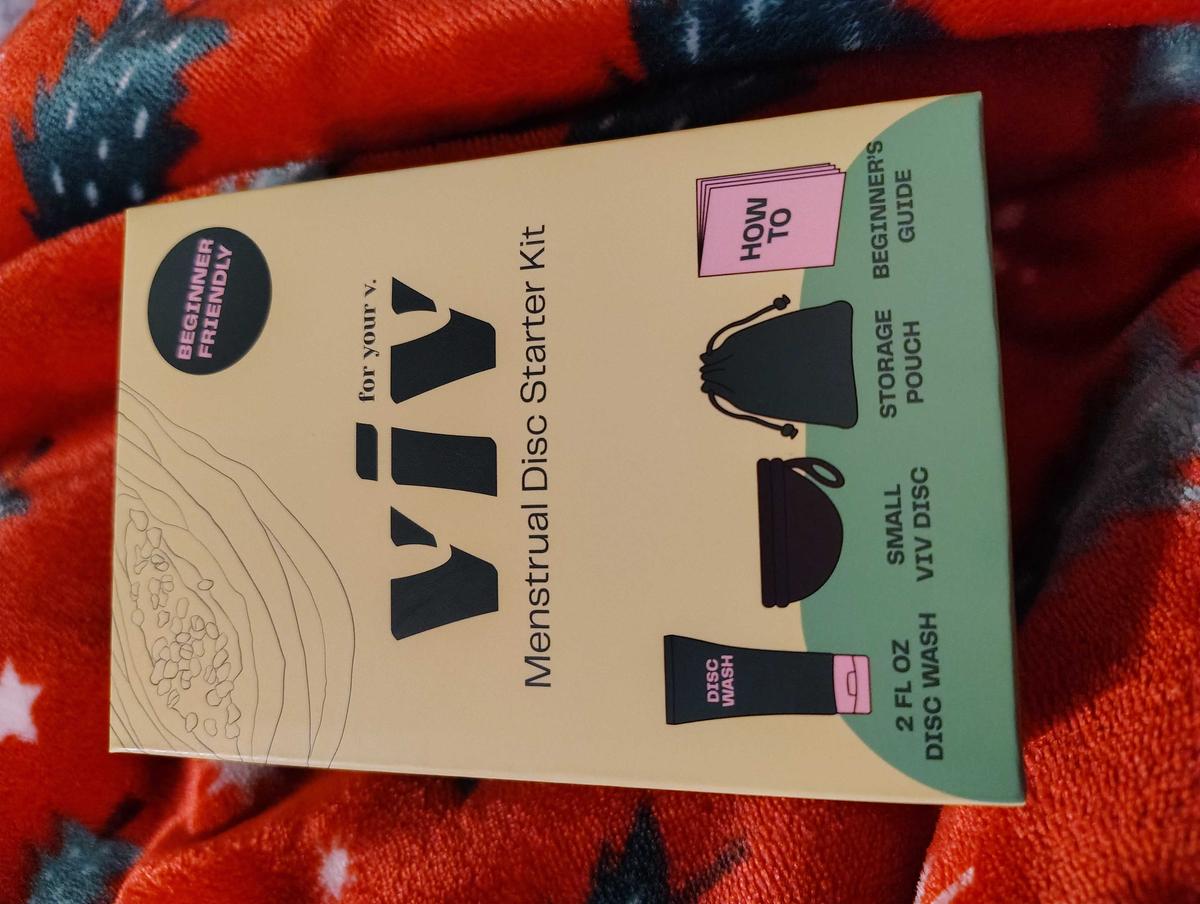 BEGINNER
FRIENDLY
viv for your v.
Menstrual Disc Starter Kit
DISC
WASH
HOW
TO
2 FL OZ
DISC WASH
SMALL
VIV DISC
STORAGE
POUCH
BEGINNER'S
GUIDE